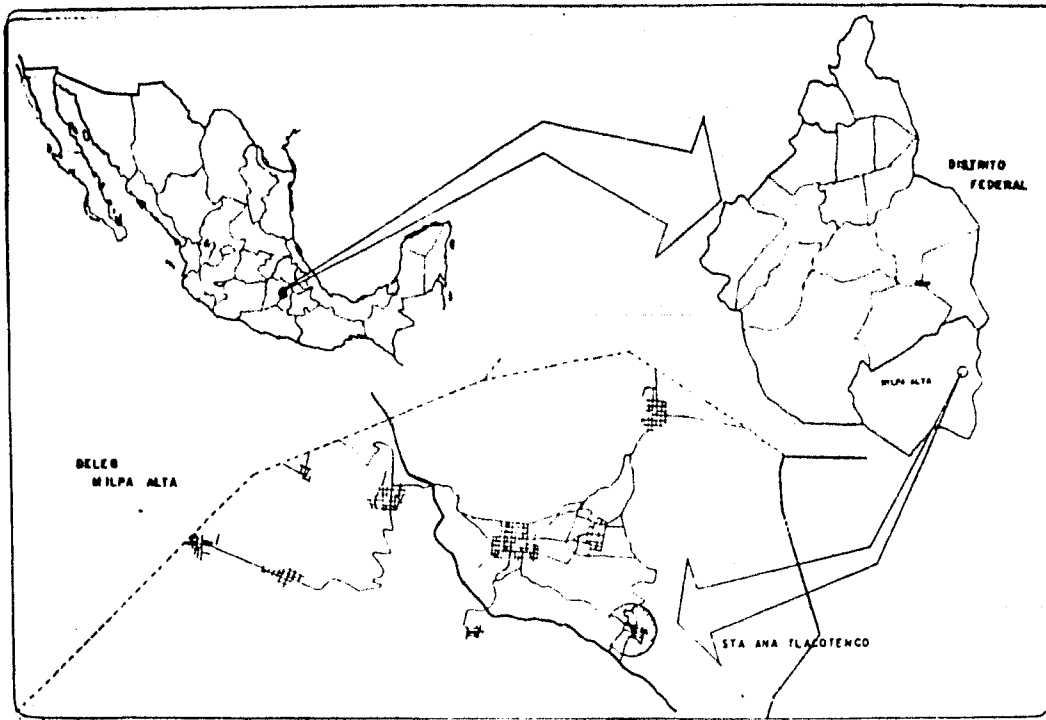 DISTRITO
FEDERAL
MILPA ALTA
DELEG
MILPA ALTA
STA ANA TLACOTENCO